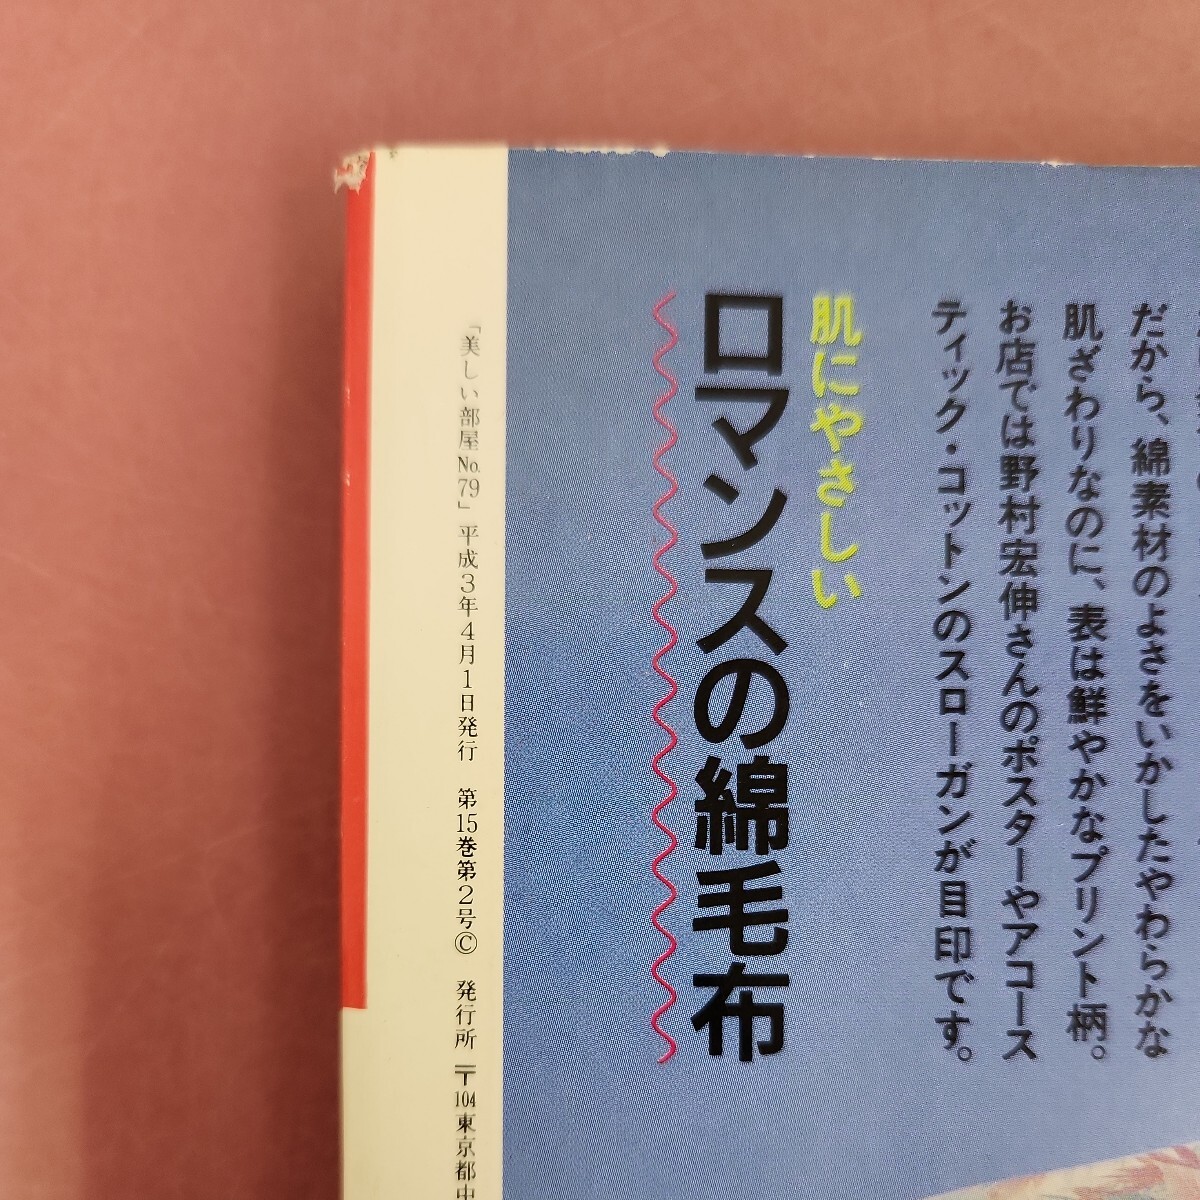 だから、綿素材のよさをいかしたやわらかな
肌ざわりなのに、表は鮮やかなプリント柄。
お店では野村宏伸さんのポスターやアコース
ティック・コットンのスローガンが目印です。
肌にやさしい
ロマンスの綿毛布
「美しい部屋No.79」平成3年4月1日発行 第15巻第2号© 発行所 〒104東京都中